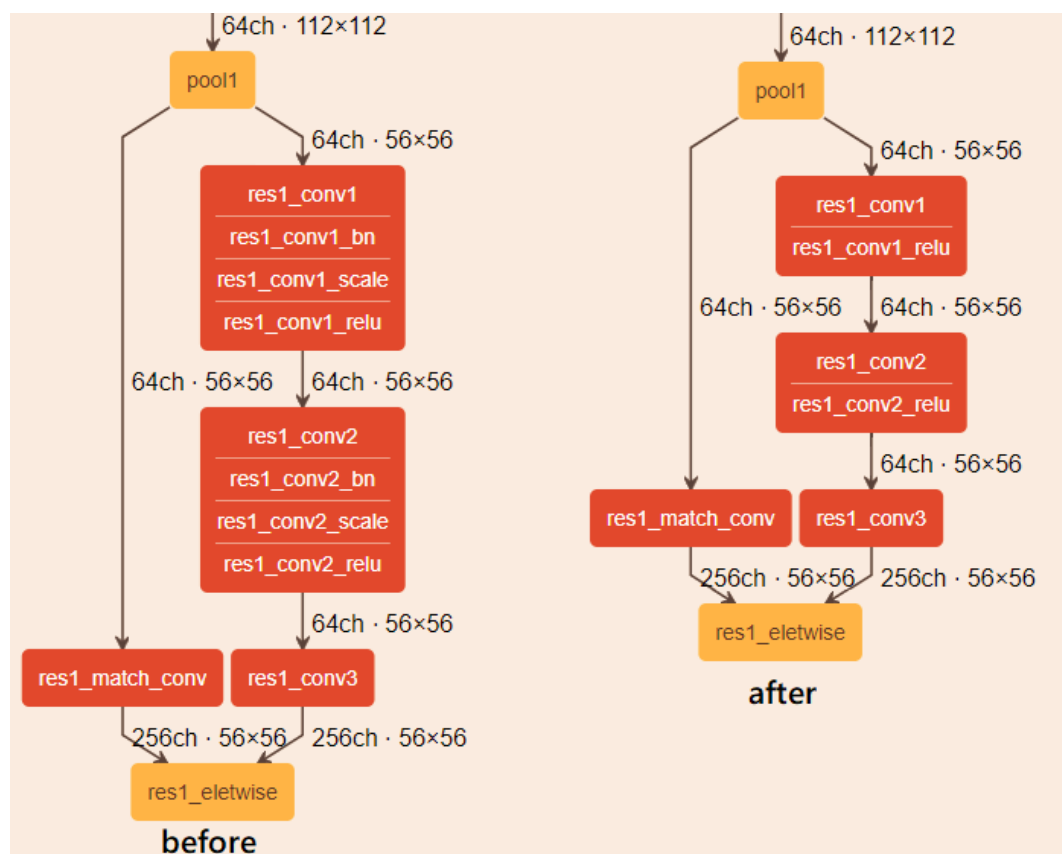 64ch · 112×112
pool1
64ch · 56×56
res1_conv1
res1_conv1_bn
res1_conv1_scale
res1_conv1_relu
64ch · 56×56
64ch · 56×56
res1_conv2
res1_conv2_bn
res1_conv2_scale
res1_conv2_relu
64ch · 56×56
res1_match_conv
res1_conv3
256ch · 56×56
256ch · 56×56
res1_eletwise
before
64ch · 112×112
pool1
64ch · 56×56
res1_conv1
res1_conv1_relu
64ch · 56×56
64ch · 56×56
res1_conv2
res1_conv2_relu
64ch · 56×56
res1_match_conv
res1_conv3
256ch · 56×56
256ch · 56×56
res1_eletwise
after